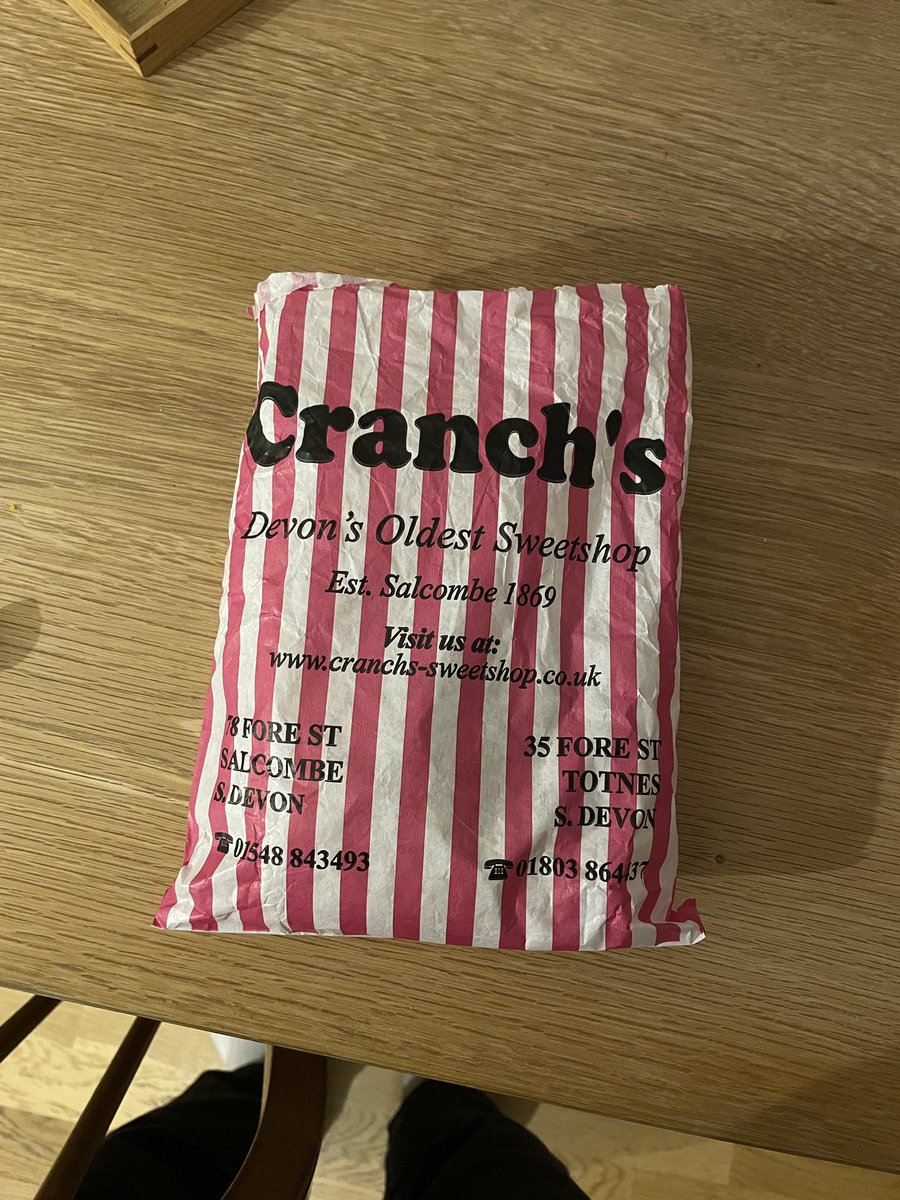 Cranch's
Devon's Oldest Sweetshop
Est. Salcombe 1869
Visit us at:
www.cranchs-sweetshop.co.uk
78 FORE ST
SALCOMBE
S. DEVON
☎01548 843493
35 FORE ST
TOTNES
S. DEVON
☎01803